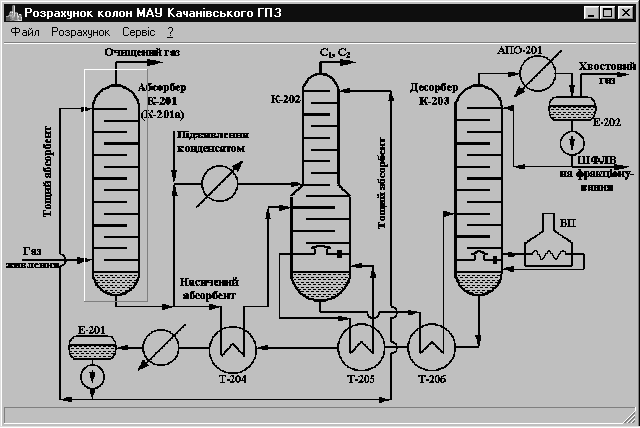 Розрахунок колон МАУ Качанівського ГПЗ
Файл Розрахунок Сервіс ?
Очищений газ
C₁, C₂
АПО-201
Хвостовий
газ
Абсорбер
К-201
(К-201а)
К-202
Десорбер
К-203
Е-202
Підживлення
конденсатом
Тощий абсорбент
Тощий абсорбент
ШФЛВ
на фракціону-
вання
ВП
Газ
живлення
Насичений
абсорбент
Е-201
Т-204
Т-205
Т-206